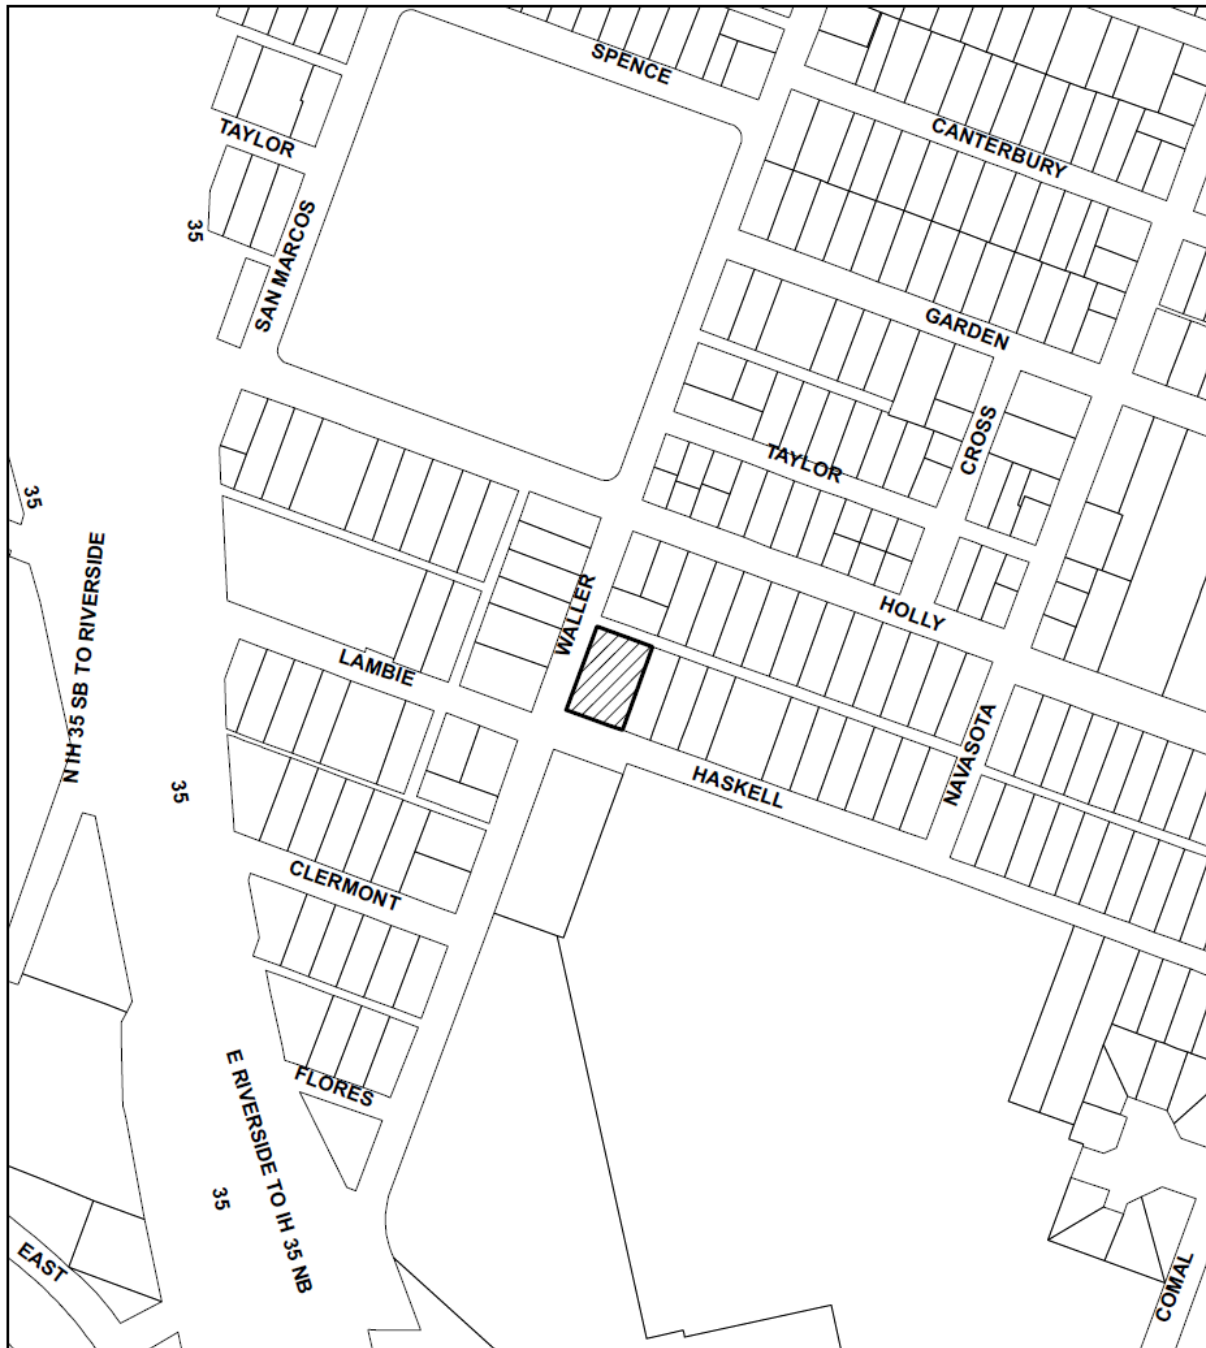 SPENCE
CANTERBURY
TAYLOR
35
SAN MARCOS
GARDEN
CROSS
TAYLOR
35
N IH 35 SB TO RIVERSIDE
WALLER
HOLLY
LAMBIE
NAVASOTA
35
HASKELL
CLERMONT
FLORES
E RIVERSIDE TO IH 35 NB
35
EAST
COMAL